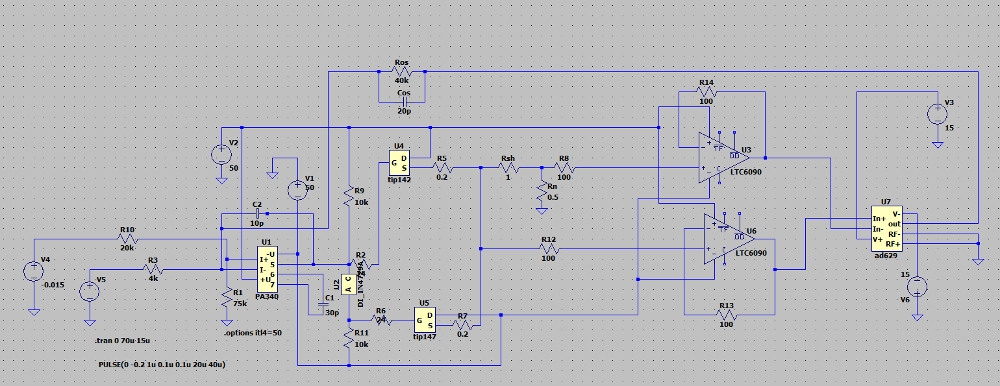 Ros
40k
Cos
20p
R14
100
V3
15
V2
50
U4
G
D
S
tip142
R5
0.2
Rsh
1
R8
100
Rn
0.5
TF
OD
C
U3
LTC6090
V1
50
R9
10k
C2
10p
U7
In+
In-
V+
V-
out
RF-
RF+
ad629
TF
OD
C
U6
LTC6090
R10
20k
R12
100
U1
I+
I-
+U
-U
5
6
7
PA340
R2
24
V4
-0.015
R3
4k
V5
R1
75k
U2
C
A
DI_1N4729A
C1
30p
15
V6
R6
24
U5
G
D
S
tip147
R7
0.2
R13
100
R11
10k
.options itl4=50
.tran 0 70u 15u
PULSE(0 -0.2 1u 0.1u 0.1u 20u 40u)